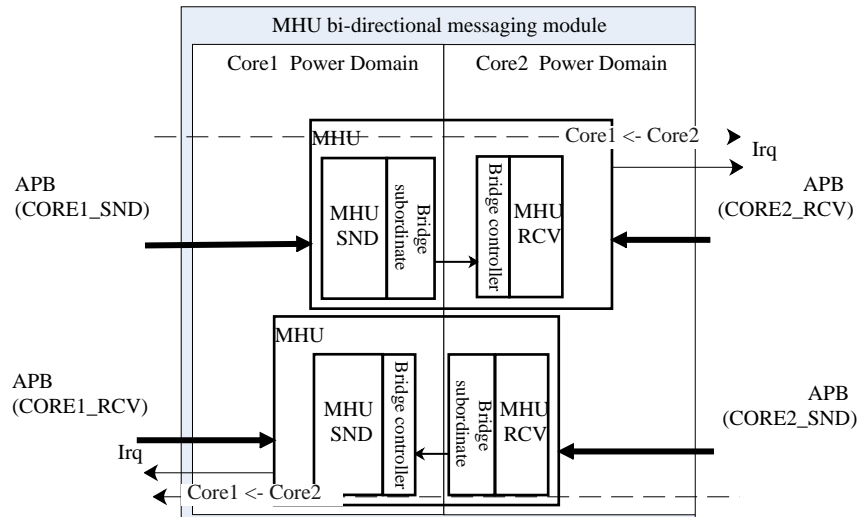 MHU bi-directional messaging module
Core1 Power Domain
Core2 Power Domain
MHU
Core1 <- Core2
Irq
APB
(CORE1_SND)
MHU
SND
Bridge
subordinate
Bridge controller
MHU
RCV
APB
(CORE2_RCV)
MHU
APB
(CORE1_RCV)
MHU
SND
Bridge controller
Bridge
subordinate
MHU
RCV
APB
(CORE2_SND)
Irq
Core1 <- Core2